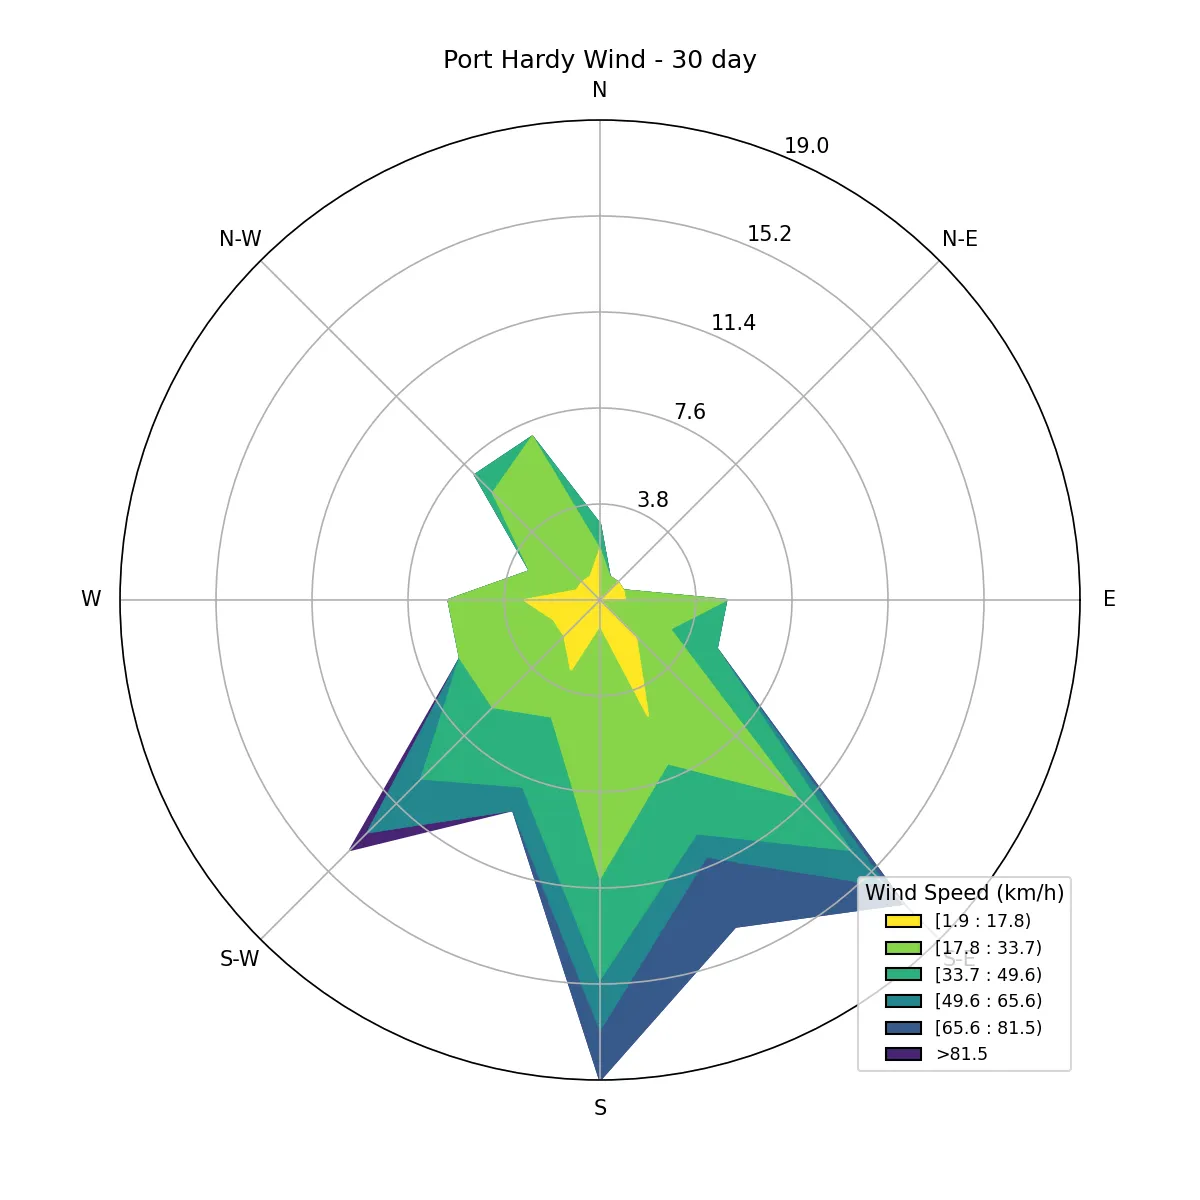 Port Hardy Wind - 30 day
N
19.0
N-W
15.2
N-E
11.4
7.6
3.8
W
E
Wind Speed (km/h)
[1.9 : 17.8)
[17.8 : 33.7)
S-W
S-E
[33.7 : 49.6)
[49.6 : 65.6)
[65.6 : 81.5)
>81.5
S